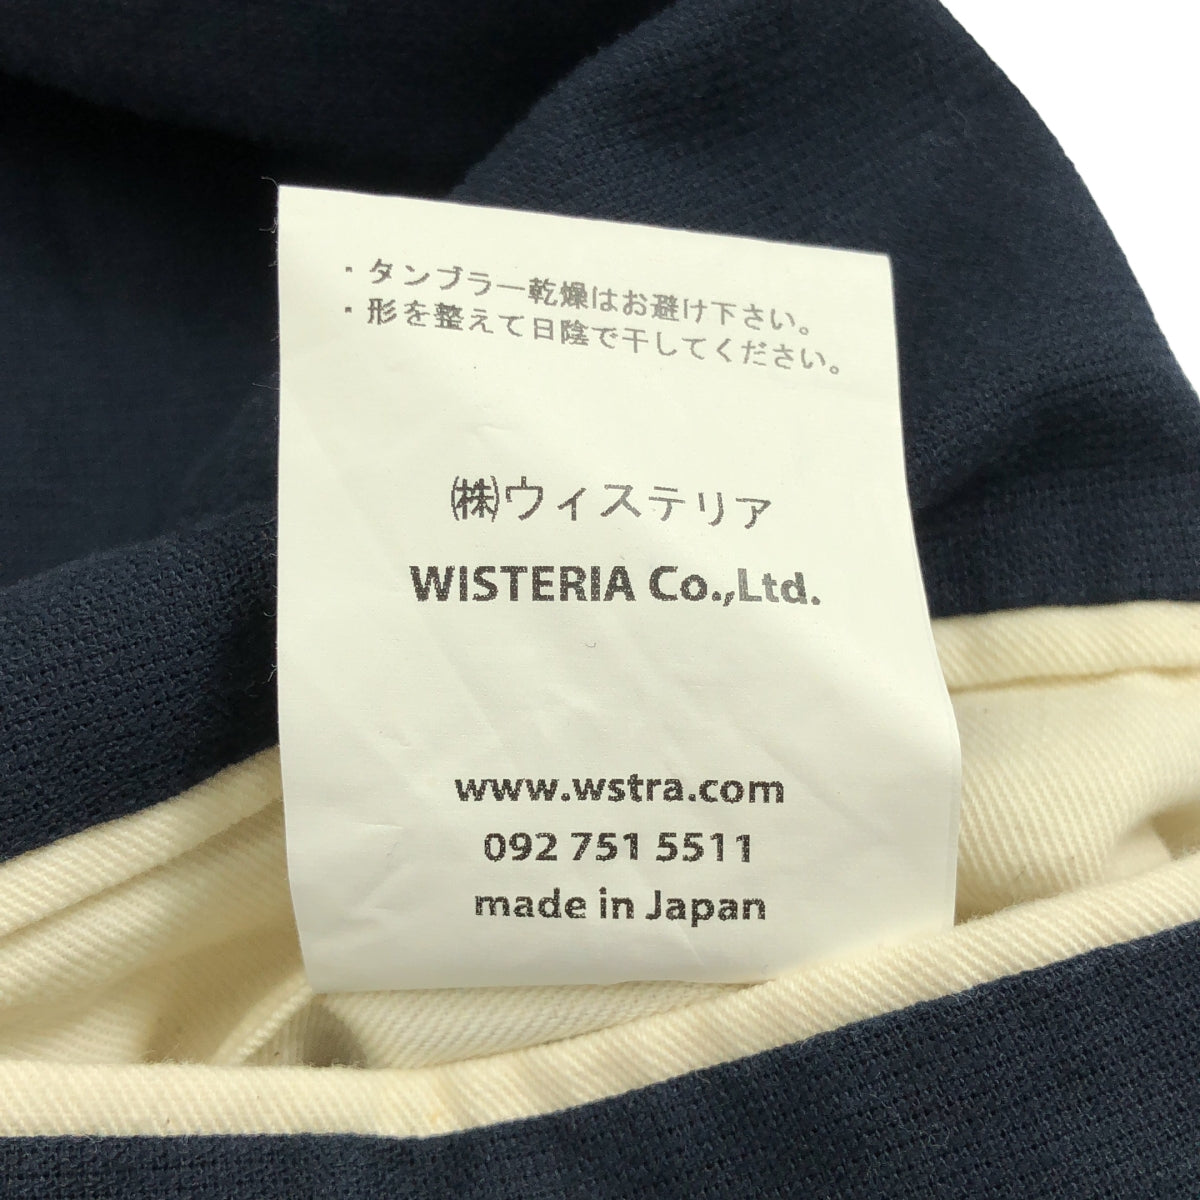 ・タンブラー乾燥はお避け下さい。
・形を整えて日陰で干してください。
㈱ウィステリア
WISTERIA Co.,Ltd.
www.wstra.com
092 751 5511
made in Japan